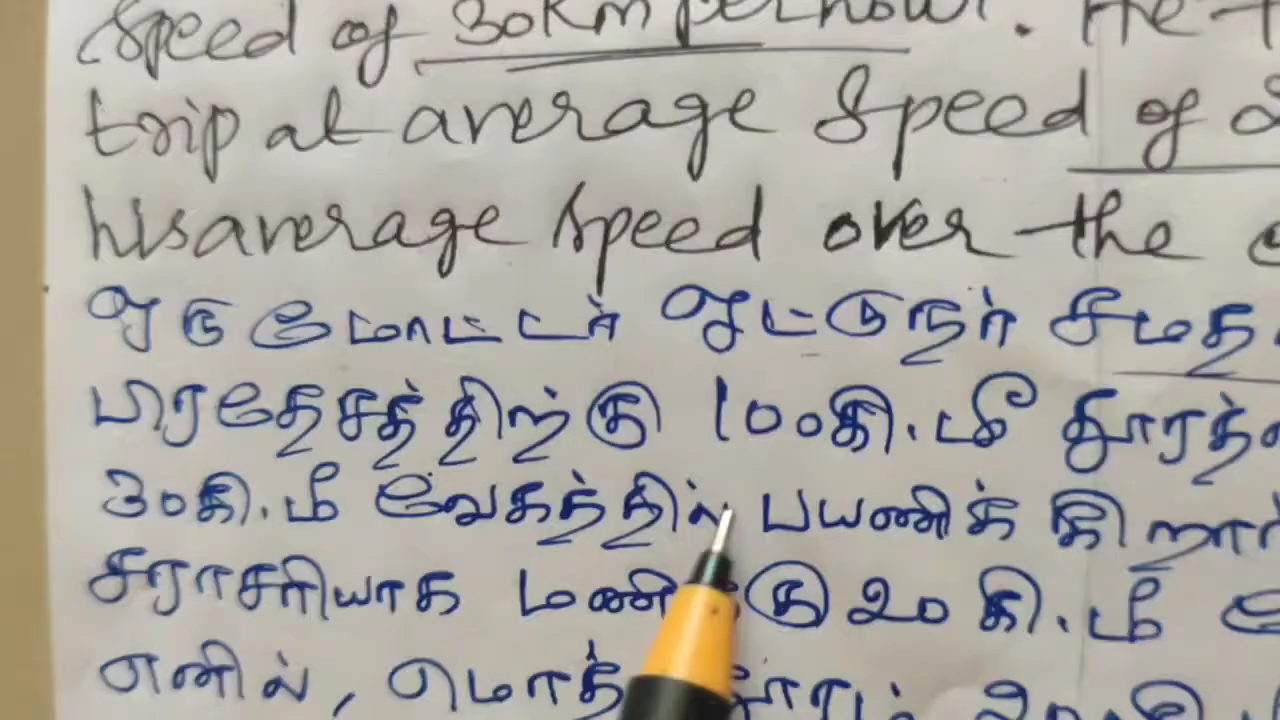 Speed of 30Km per hour. He
trip at average Speed of
his average Speed over the
ஒரு மோட்டார் ஓட்டுநர் சமத
பிரதேசத்திற்கு 100கி.மீ தூரத்
30கி.மீ வேகத்தில் பயணிக்கிறார்
சராசரியாக மணி 20 கி.மீ
எனில்,